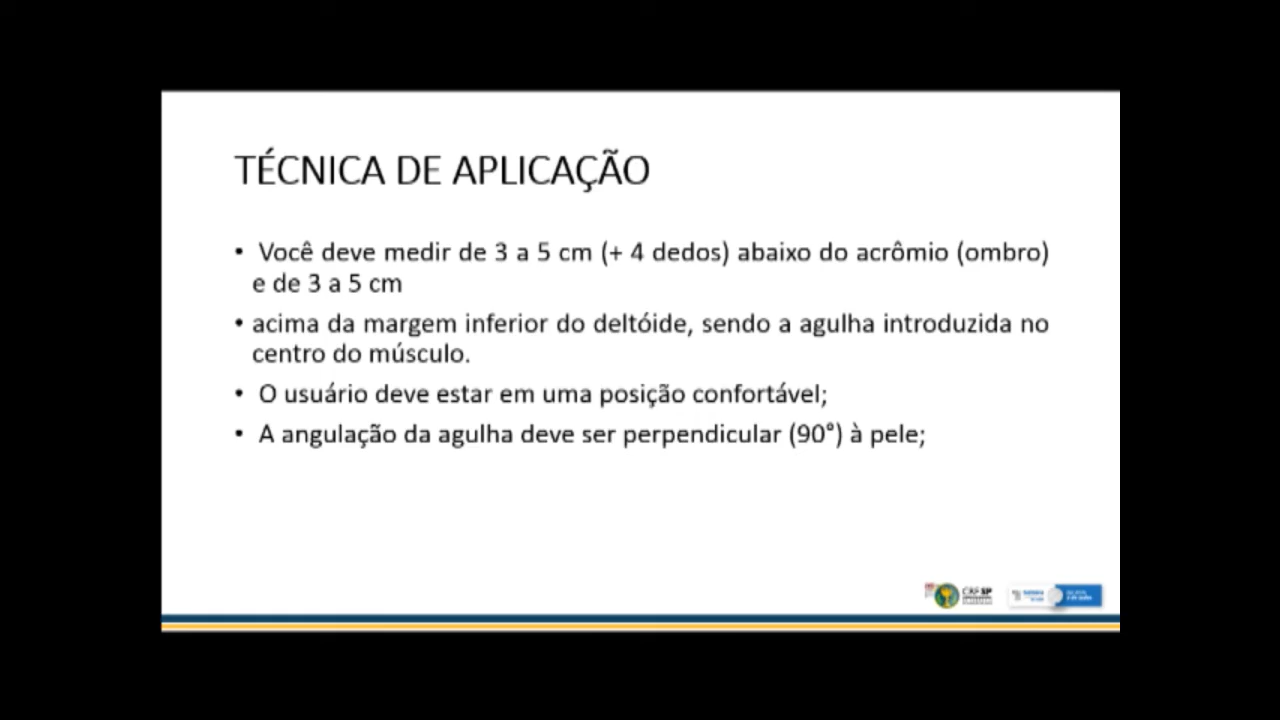 TÉCNICA DE APLICAÇÃO
• Você deve medir de 3 a 5 cm (+ 4 dedos) abaixo do acrômio (ombro)
e de 3 a 5 cm
• acima da margem inferior do deltóide, sendo a agulha introduzida no
centro do músculo.
• O usuário deve estar em uma posição confortável;
• A angulação da agulha deve ser perpendicular (90°) à pele;
CRF SP